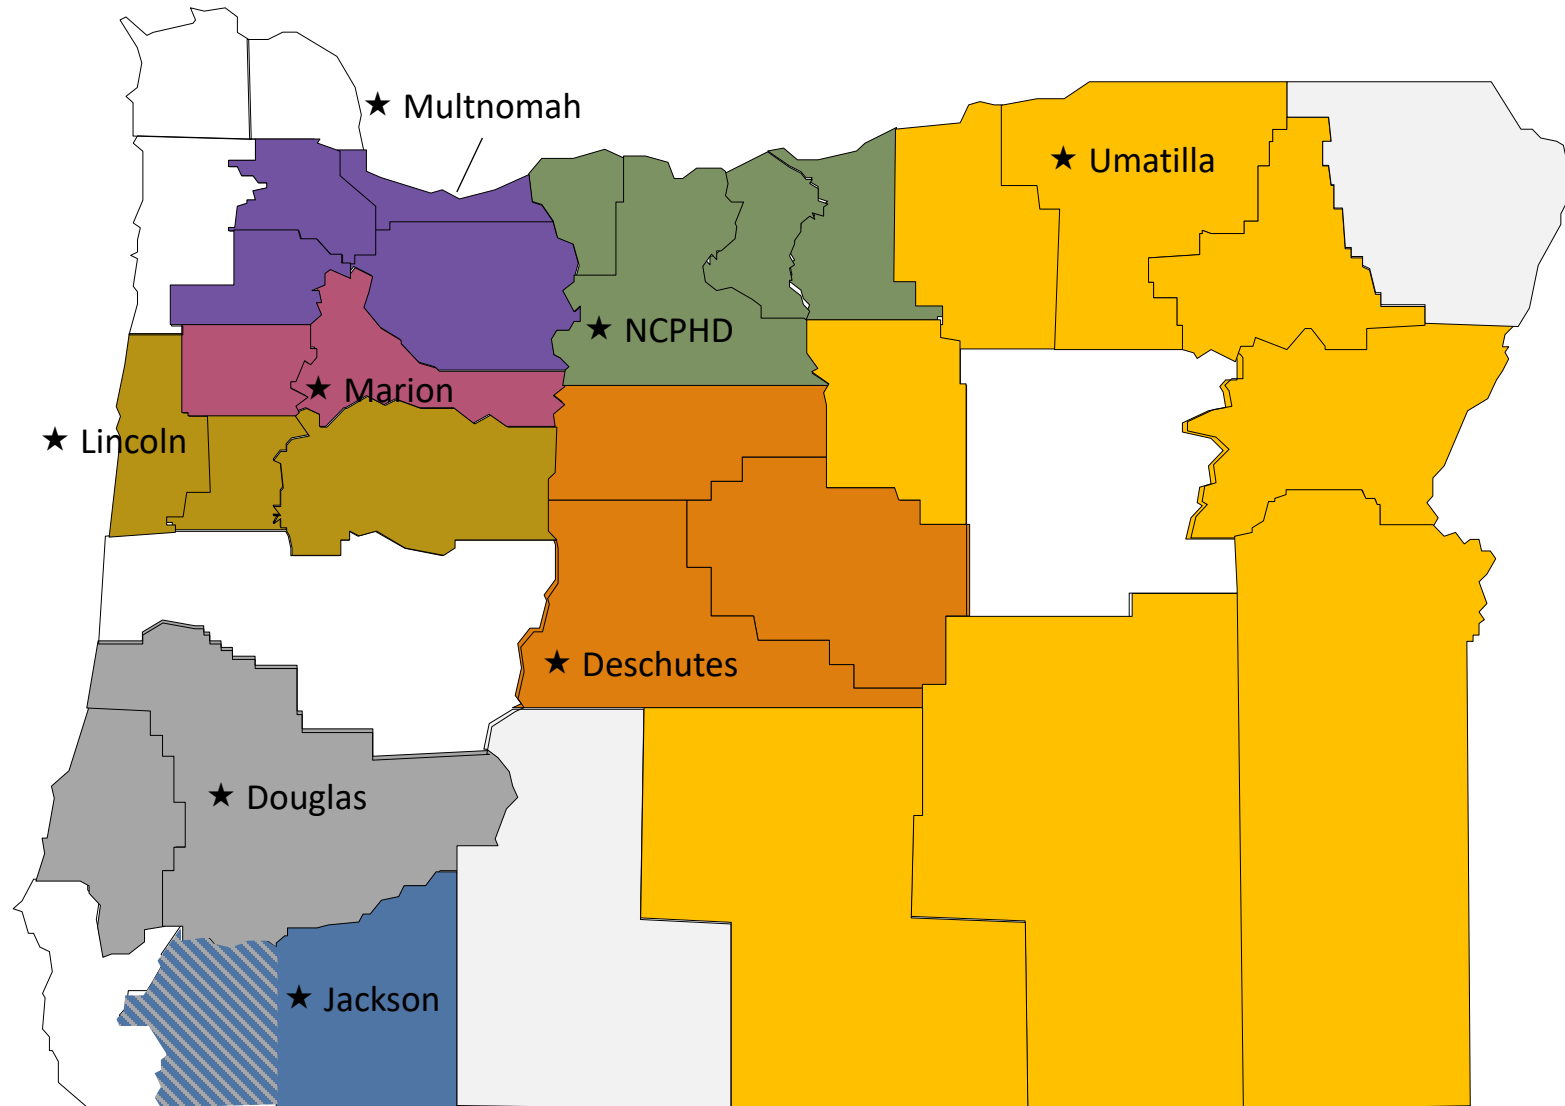 ★ Multnomah
★ Umatilla
★ NCPHD
★ Marion
★ Lincoln
★ Deschutes
★ Douglas
★ Jackson